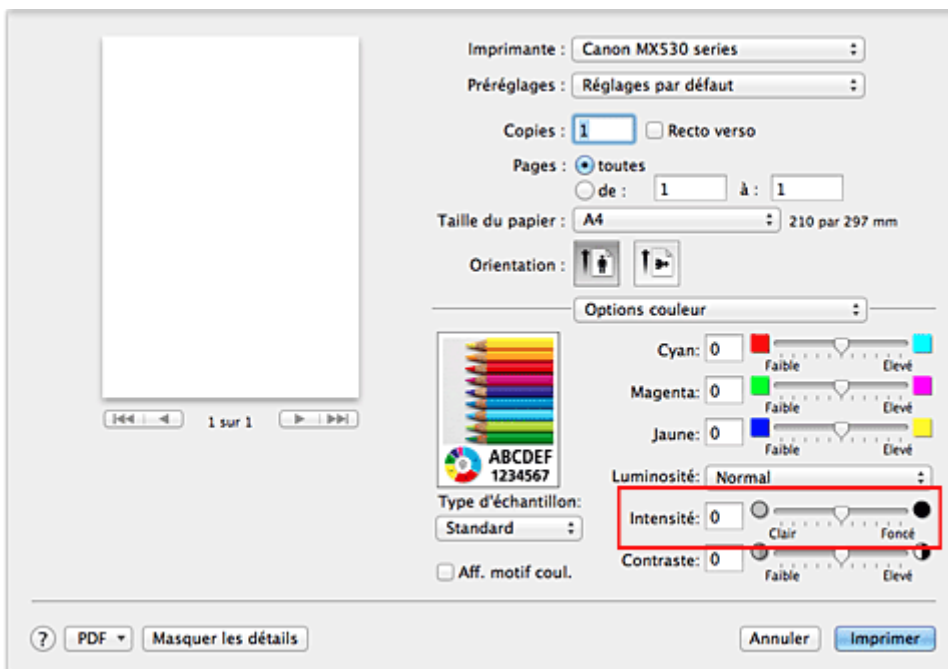 Imprimante : Canon MX530 series
Préréglages : Réglages par défaut
Copies : 1 Recto verso
Pages : toutes
de : 1 à : 1
Taille du papier : A4 210 par 297 mm
Orientation :
1 sur 1
Options couleur
Cyan: 0
Faible Elevé
Magenta: 0
Faible Elevé
Jaune: 0
Faible Elevé
ABCDEF
1234567
Luminosité: Normal
Type d'échantillon:
Standard
Intensité: 0
Clair Foncé
Contraste: 0
Faible Elevé
Aff. motif coul.
? PDF Masquer les détails Annuler Imprimer